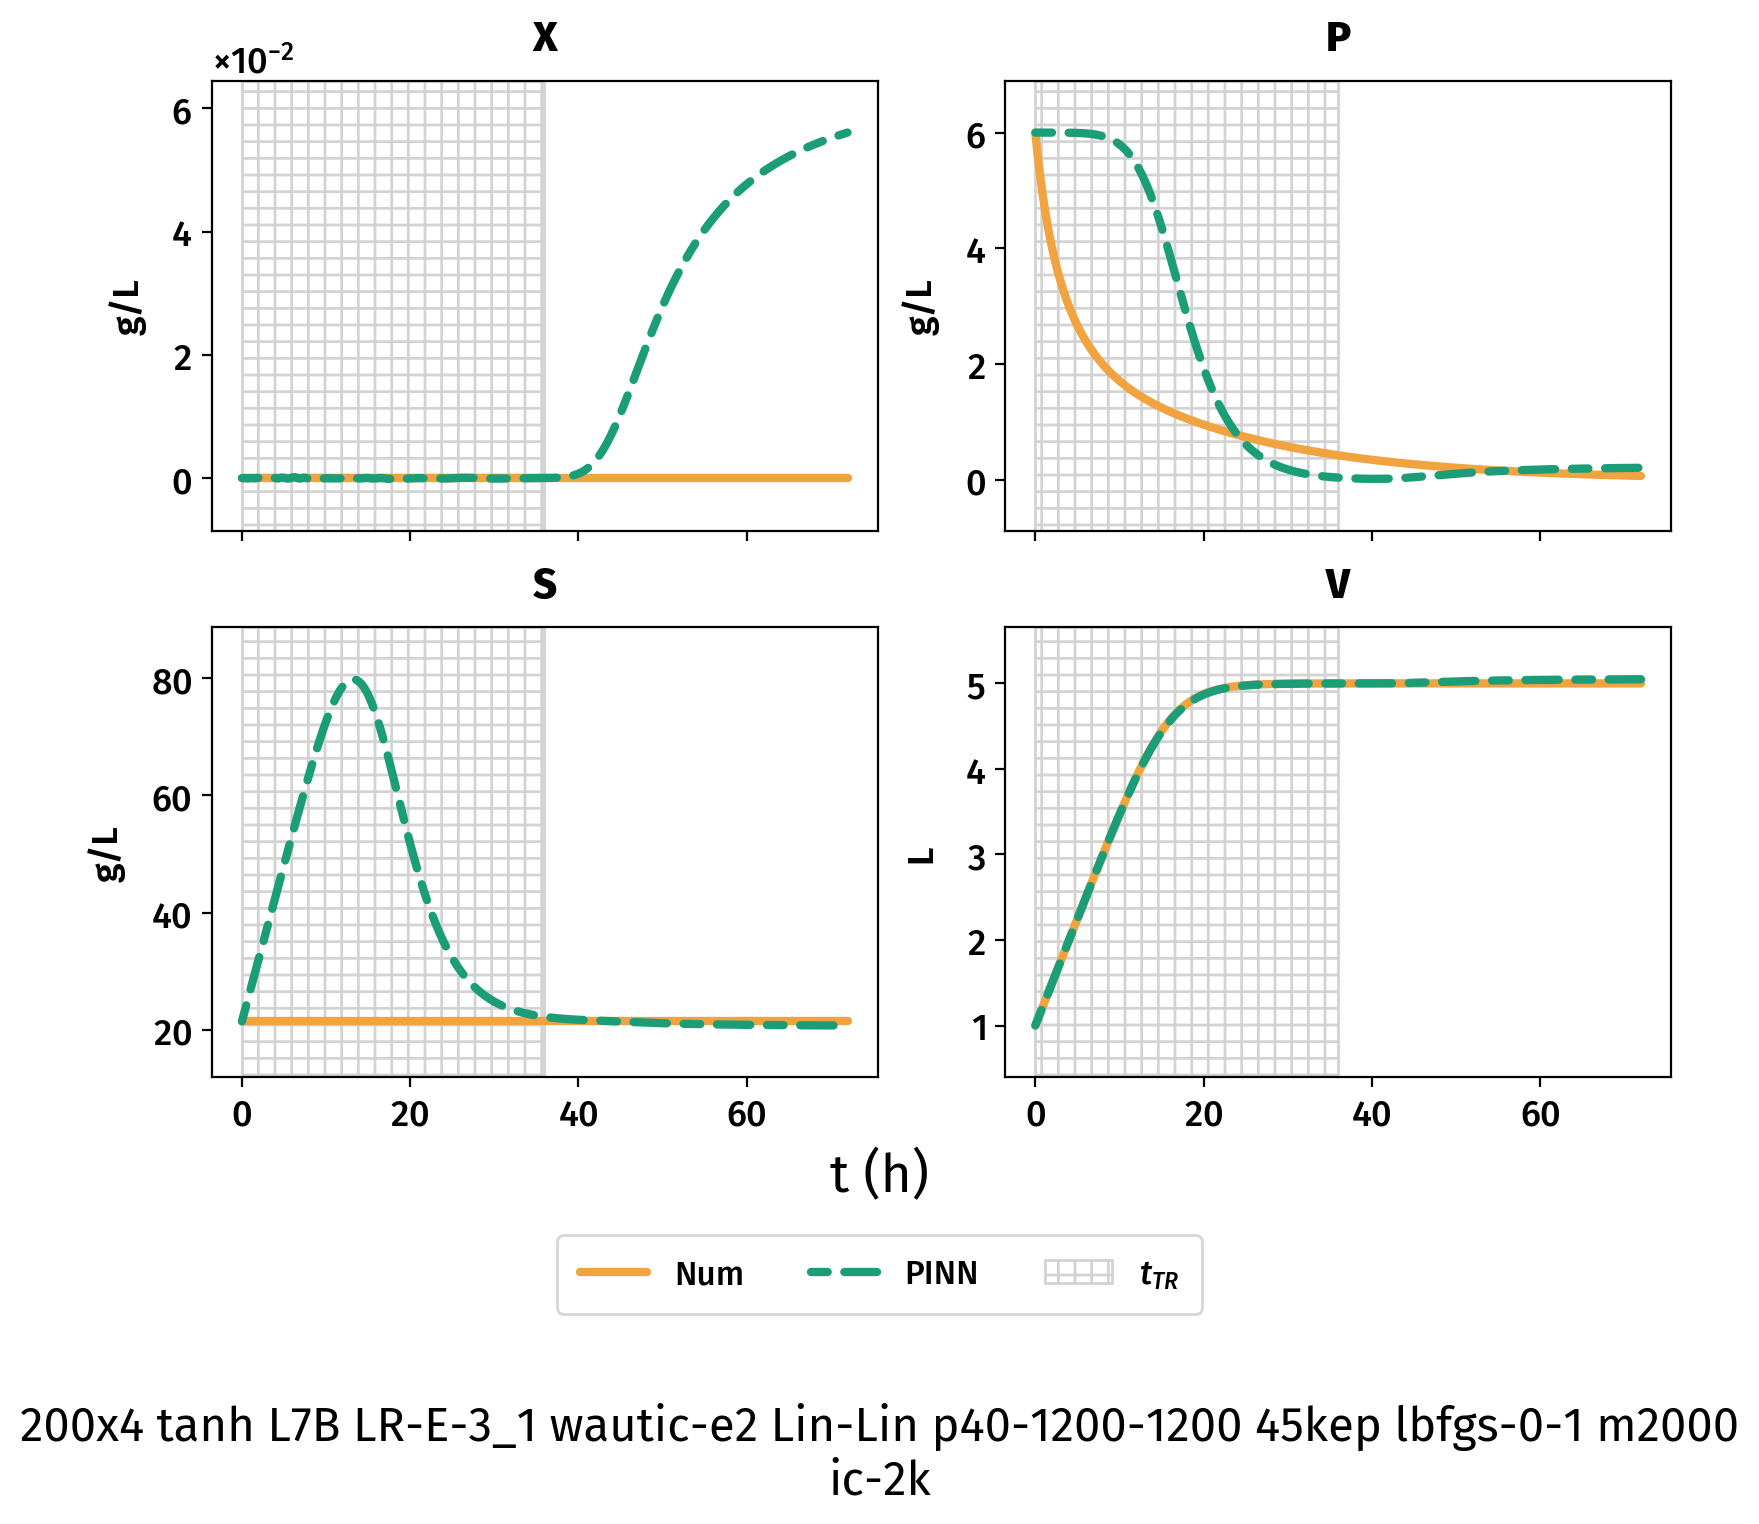 X
×10⁻²
6
4
2
0
g/L
P
6
4
2
0
g/L
S
80
60
40
20
g/L
0 20 40 60
V
5
4
3
2
1
L
0 20 40 60
t (h)
Num PINN t_TR
200x4 tanh L7B LR-E-3_1 wautic-e2 Lin-Lin p40-1200-1200 45kep lbfgs-0-1 m2000
ic-2k